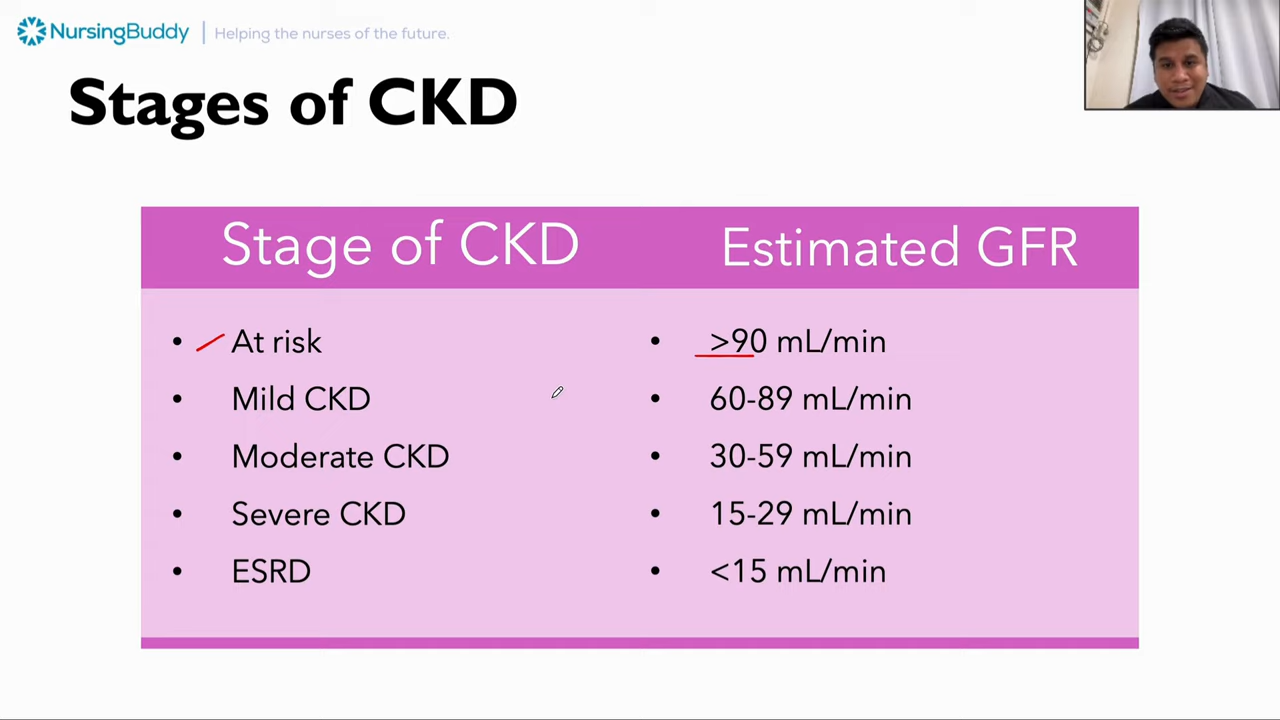 NursingBuddy | Helping the nurses of the future.
Stages of CKD
Stage of CKD Estimated GFR
• At risk • >90 mL/min
• Mild CKD • 60-89 mL/min
• Moderate CKD • 30-59 mL/min
• Severe CKD • 15-29 mL/min
• ESRD • <15 mL/min